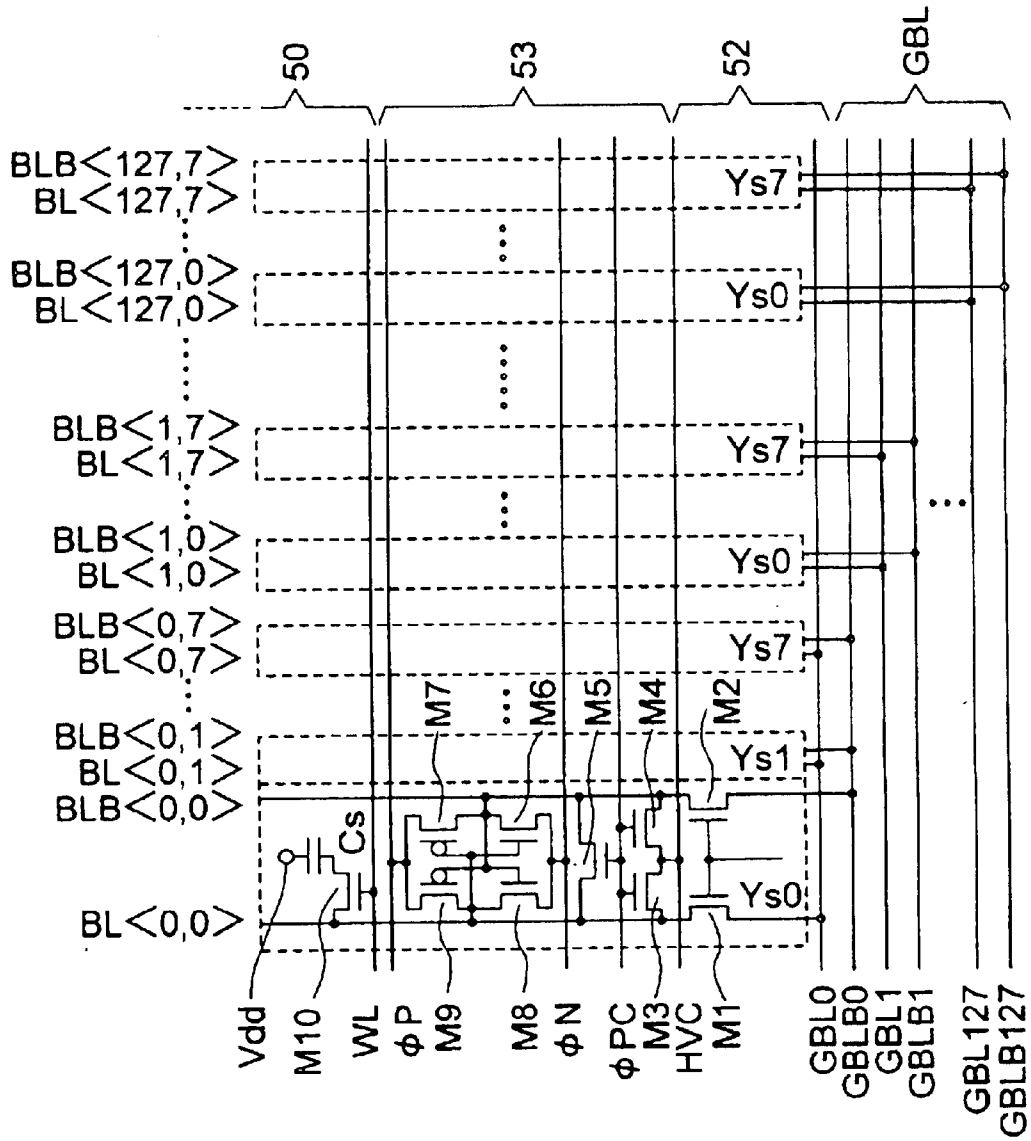 50
53
52
GBL
BLB<127,7>
BL<127,7>
BLB<127,0>
BL<127,0>
BLB<1,7>
BL<1,7>
BLB<1,0>
BL<1,0>
BLB<0,7>
BL<0,7>
BLB<0,1>
BL<0,1>
BLB<0,0>
BL<0,0>
Ys7
Ys0
Ys7
Ys0
Ys7
Ys1
Ys0
M7
M6
M5
M4
M2
Cs
Vdd
M10
WL
ΦP
M9
M8
ΦN
ΦPC
M3
HVC
M1
GBL0
GBLB0
GBL1
GBLB1
GBL127
GBLB127